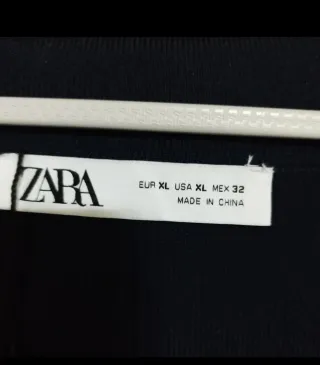 ZARA
EUR XL USA XL MEX 32
MADE IN CHINA